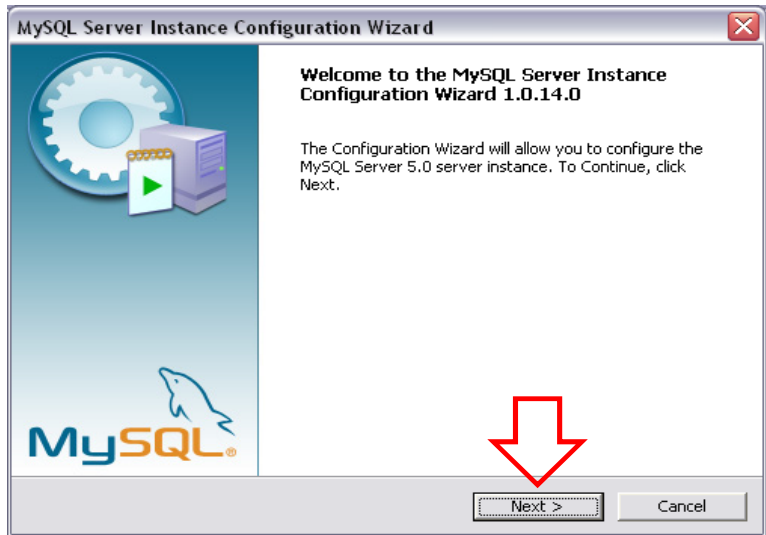 MySQL Server Instance Configuration Wizard
Welcome to the MySQL Server Instance
Configuration Wizard 1.0.14.0
The Configuration Wizard will allow you to configure the
MySQL Server 5.0 server instance. To Continue, click
Next.
MySQL®
Next >
Cancel